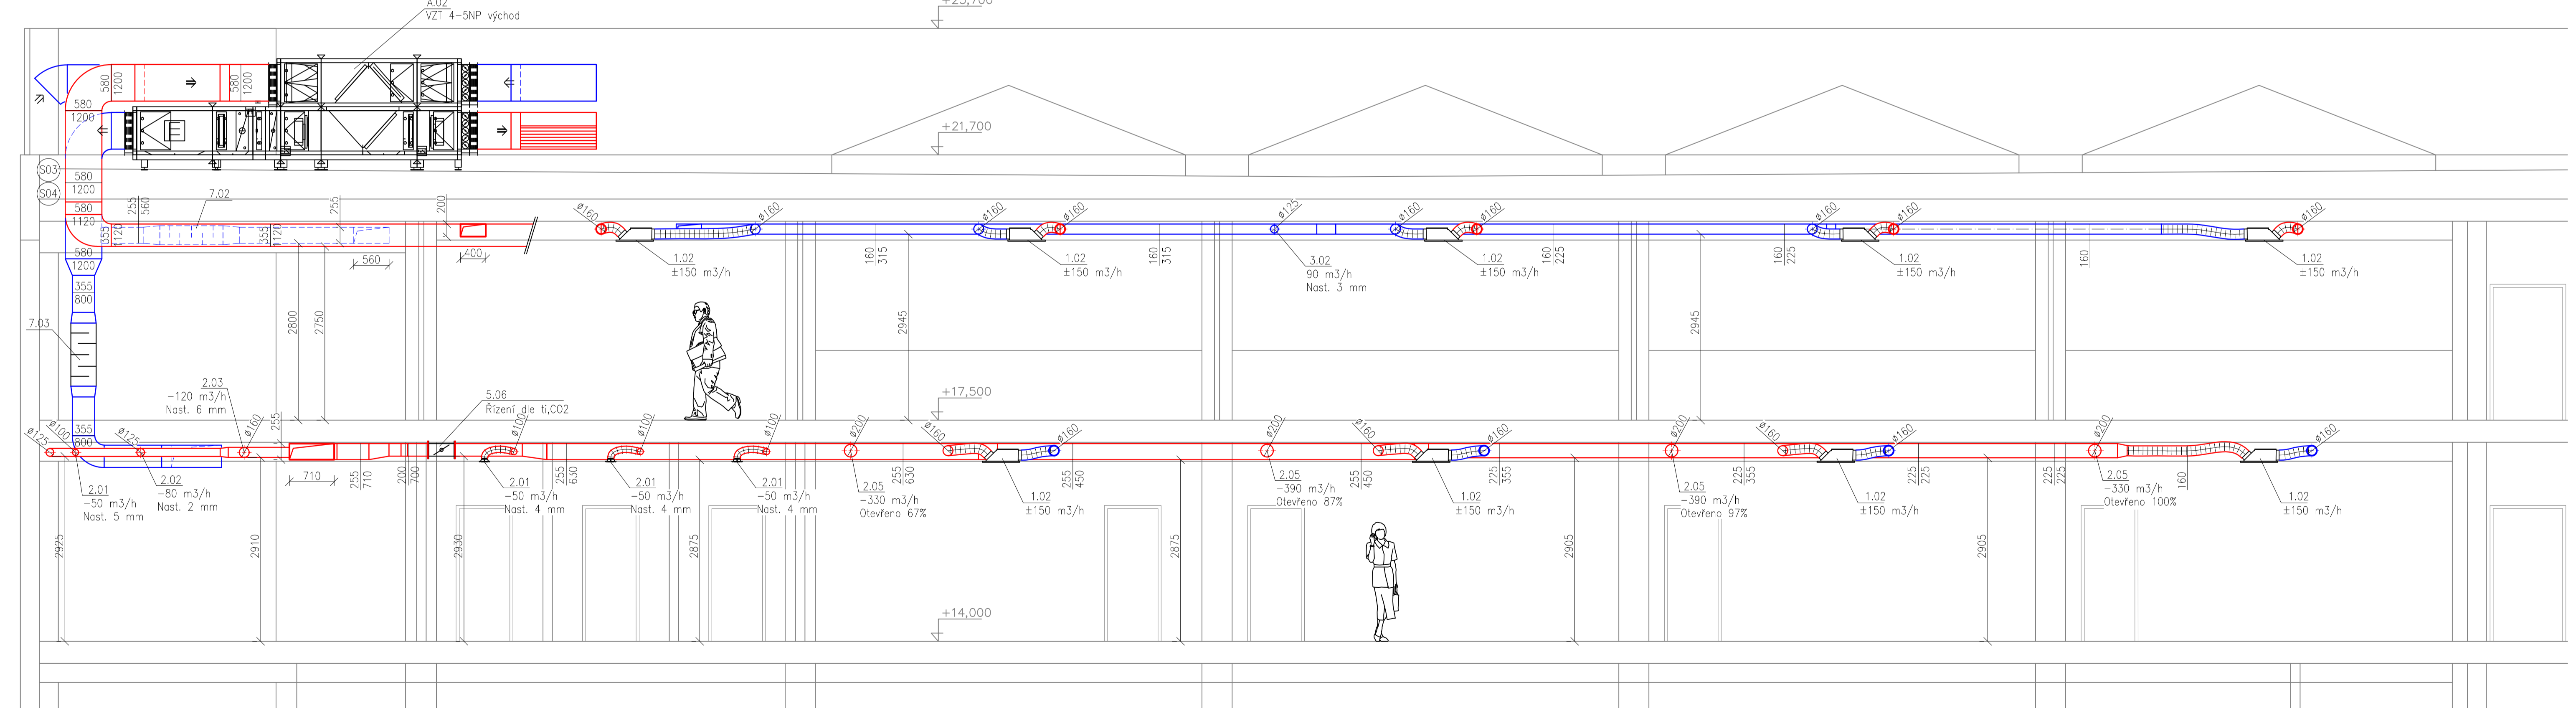 A.02
VZT 4-5NP východ
+21,700
580
1200
580
1200
580
1200
S03
S04
580
1200
580
1120
255
560
7.02
255
200
355
1120
355
1120
580
1200
560
400
ø160
ø160
ø160
ø160
ø125
ø160
ø160
ø160
ø160
ø160
1.02
±150 m3/h
160
315
1.02
±150 m3/h
160
315
3.02
90 m3/h
Nast. 3 mm
1.02
±150 m3/h
160
225
160
225
1.02
±150 m3/h
160
1.02
±150 m3/h
355
800
7.03
2800
2750
2945
2945
2.03
-120 m3/h
Nast. 6 mm
5.06
Řízení dle ti,CO2
+17,500
355
800
255
ø125
ø100
ø125
ø160
ø100
ø100
ø100
ø200
ø160
ø160
ø200
ø160
ø160
ø200
ø160
ø160
ø200
ø160
2.01
-50 m3/h
Nast. 5 mm
2.02
-80 m3/h
Nast. 2 mm
710
255
710
200
700
2.01
-50 m3/h
Nast. 4 mm
255
630
2.01
-50 m3/h
Nast. 4 mm
2.01
-50 m3/h
Nast. 4 mm
2.05
-330 m3/h
Otevřeno 67%
255
630
1.02
±150 m3/h
255
450
2.05
-390 m3/h
Otevřeno 87%
255
450
1.02
±150 m3/h
225
355
2.05
-390 m3/h
Otevřeno 97%
225
355
1.02
±150 m3/h
225
225
225
225
2.05
-330 m3/h
Otevřeno 100%
160
1.02
±150 m3/h
2925
2910
2930
2875
2875
2905
2905
+14,000